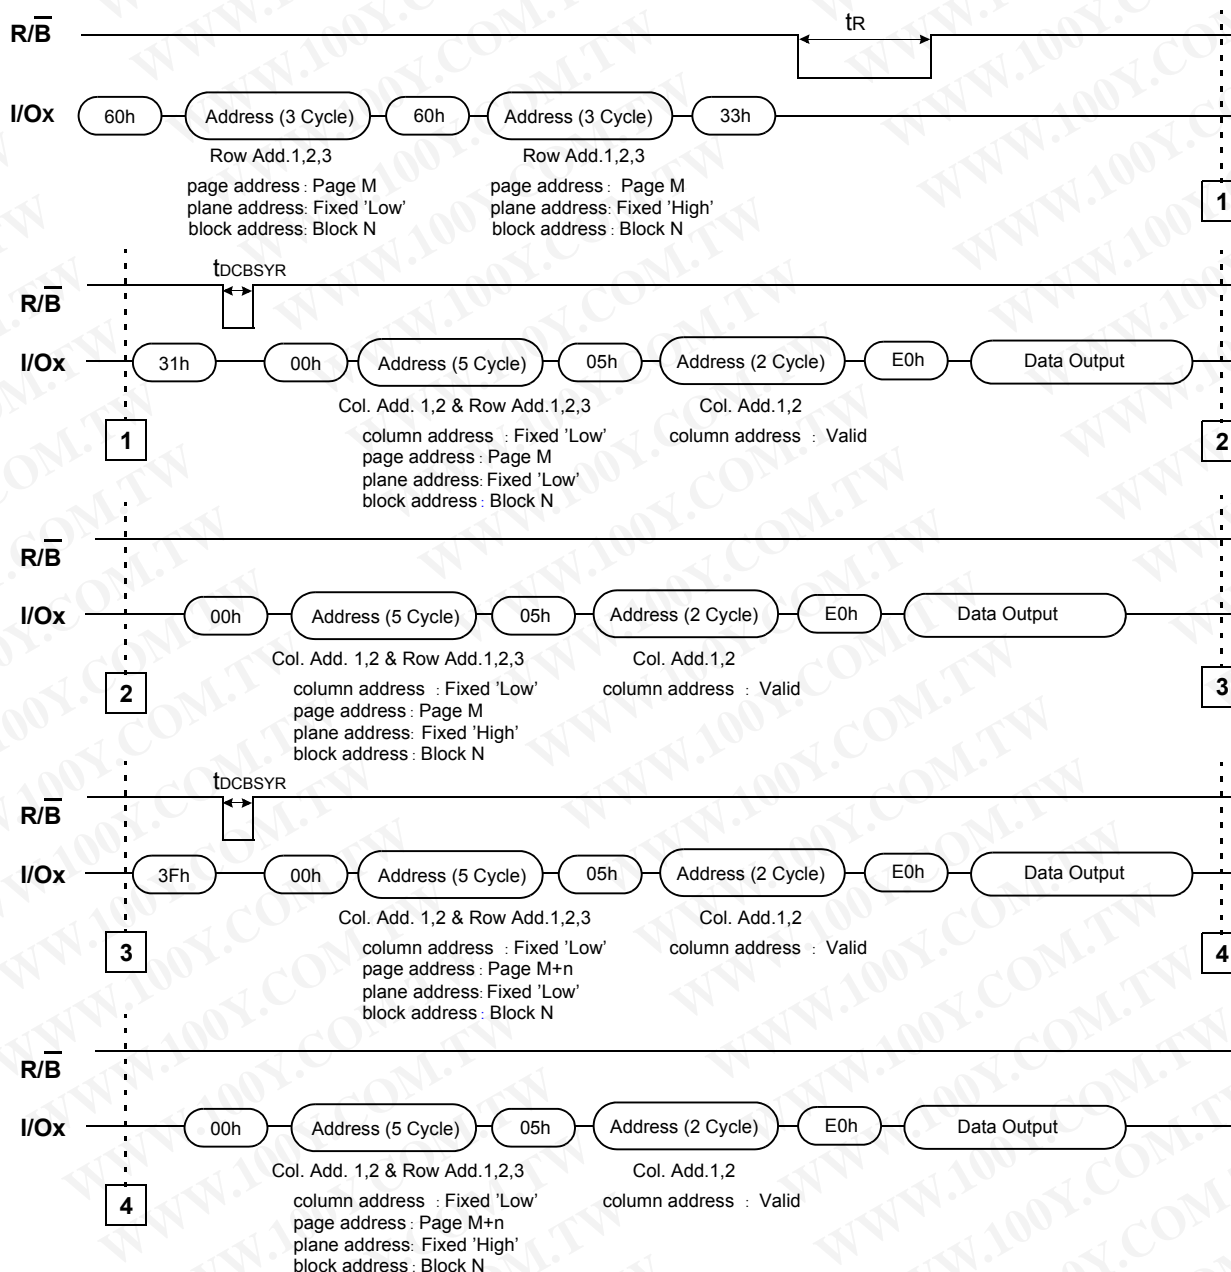 R/B tR
I/Ox 60h Address (3 Cycle) 60h Address (3 Cycle) 33h
Row Add.1,2,3 Row Add.1,2,3
page address : Page M page address : Page M
plane address: Fixed 'Low' plane address: Fixed 'High'
block address: Block N block address : Block N
1
tDCBSYR
R/B
I/Ox 31h 00h Address (5 Cycle) 05h Address (2 Cycle) E0h Data Output
Col. Add. 1,2 & Row Add.1,2,3 Col. Add.1,2
1 column address : Fixed 'Low' column address : Valid 2
page address : Page M
plane address: Fixed 'Low'
block address : Block N
R/B
I/Ox 00h Address (5 Cycle) 05h Address (2 Cycle) E0h Data Output
Col. Add. 1,2 & Row Add.1,2,3 Col. Add.1,2
2 column address : Fixed 'Low' column address : Valid 3
page address : Page M
plane address: Fixed 'High'
block address : Block N
tDCBSYR
R/B
I/Ox 3Fh 00h Address (5 Cycle) 05h Address (2 Cycle) E0h Data Output
Col. Add. 1,2 & Row Add.1,2,3 Col. Add.1,2
3 column address : Fixed 'Low' column address : Valid 4
page address : Page M+n
plane address: Fixed 'Low'
block address : Block N
R/B
I/Ox 00h Address (5 Cycle) 05h Address (2 Cycle) E0h Data Output
Col. Add. 1,2 & Row Add.1,2,3 Col. Add.1,2
4 column address : Fixed 'Low' column address : Valid
page address : Page M+n
plane address: Fixed 'High'
block address : Block N
WWW.100Y.COM.TW